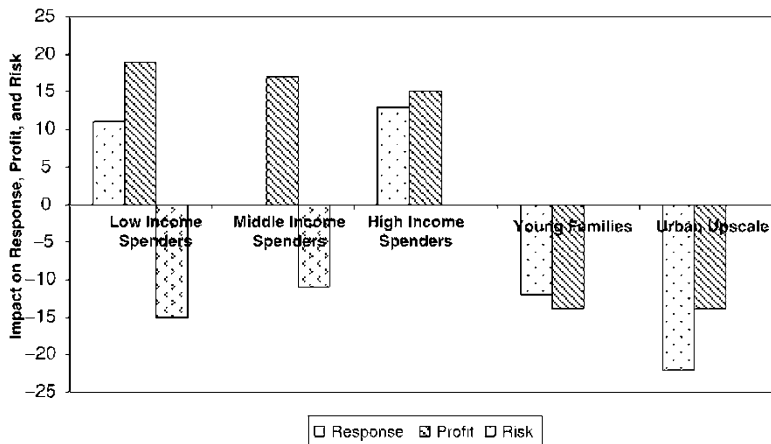 Impact on Response, Profit, and Risk
25
20
15
10
5
0
−5
−10
−15
−20
−25
Low Income
Spenders
Middle Income
Spenders
High Income
Spenders
Young Families
Urban Upscale
Response
Profit
Risk